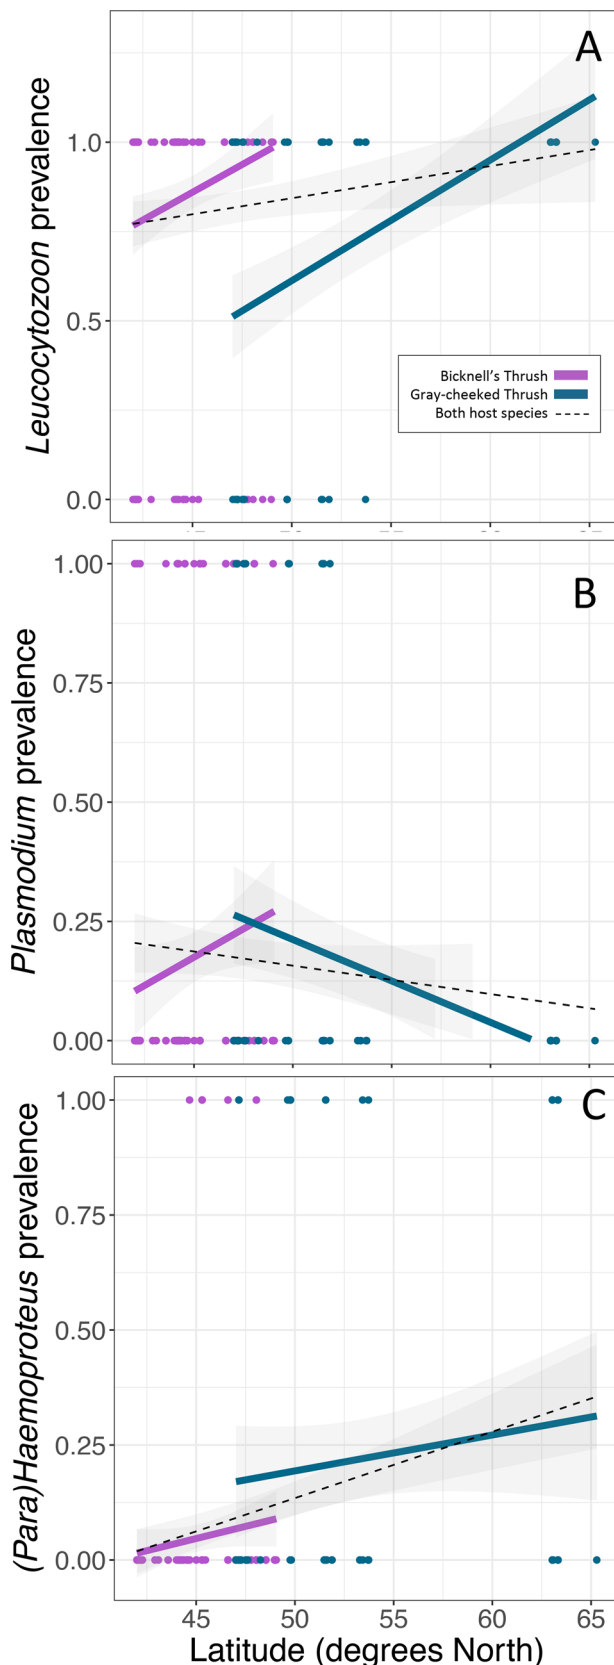 A
Leucocytozoon prevalence
1.0
0.5
0.0
Bicknell's Thrush
Gray-cheeked Thrush
Both host species
B
Plasmodium prevalence
1.00
0.75
0.50
0.25
0.00
C
(Para)Haemoproteus prevalence
1.00
0.75
0.50
0.25
0.00
45 50 55 60 65
Latitude (degrees North)